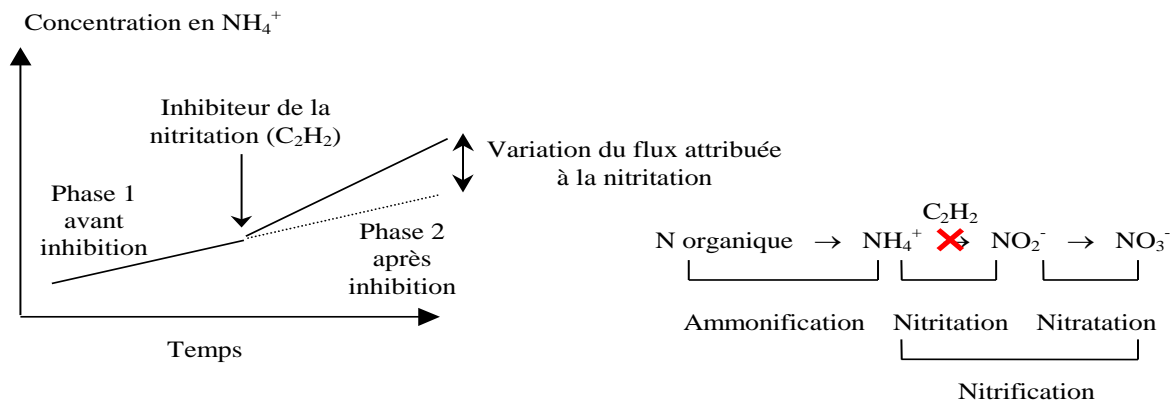 Concentration en NH₄⁺
Inhibiteur de la
nitritation (C₂H₂)
Variation du flux attribuée
à la nitritation
Phase 1
avant
inhibition
Phase 2
après
inhibition
Temps
C₂H₂
N organique → NH₄⁺ → NO₂⁻ → NO₃⁻
Ammonification Nitritation Nitratation
Nitrification